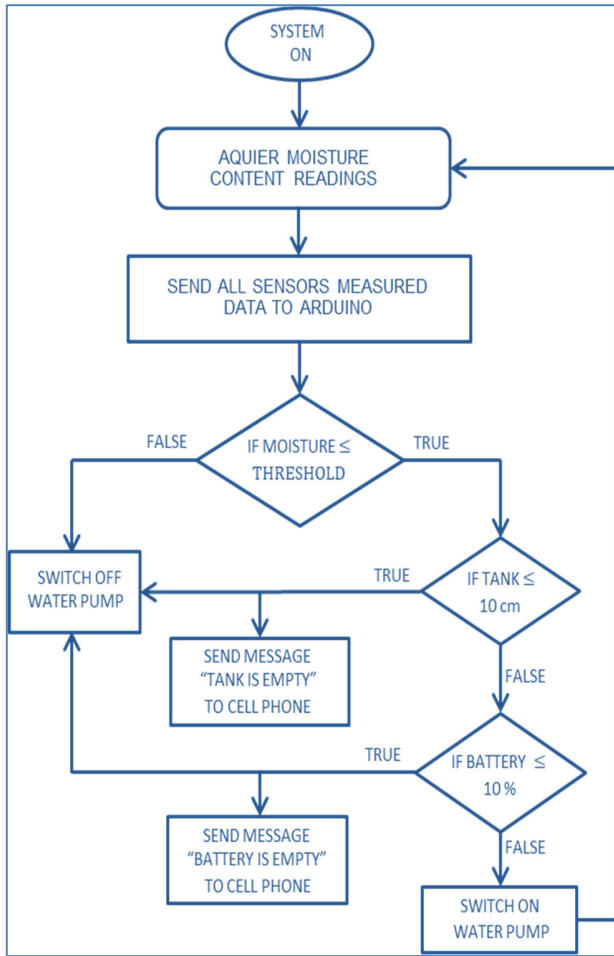 SYSTEM
ON
AQUIER MOISTURE
CONTENT READINGS
SEND ALL SENSORS MEASURED
DATA TO ARDUINO
FALSE
IF MOISTURE ≤
THRESHOLD
TRUE
SWITCH OFF
WATER PUMP
TRUE
IF TANK ≤
10 cm
SEND MESSAGE
“TANK IS EMPTY”
TO CELL PHONE
FALSE
TRUE
IF BATTERY ≤
10 %
SEND MESSAGE
“BATTERY IS EMPTY”
TO CELL PHONE
FALSE
SWITCH ON
WATER PUMP